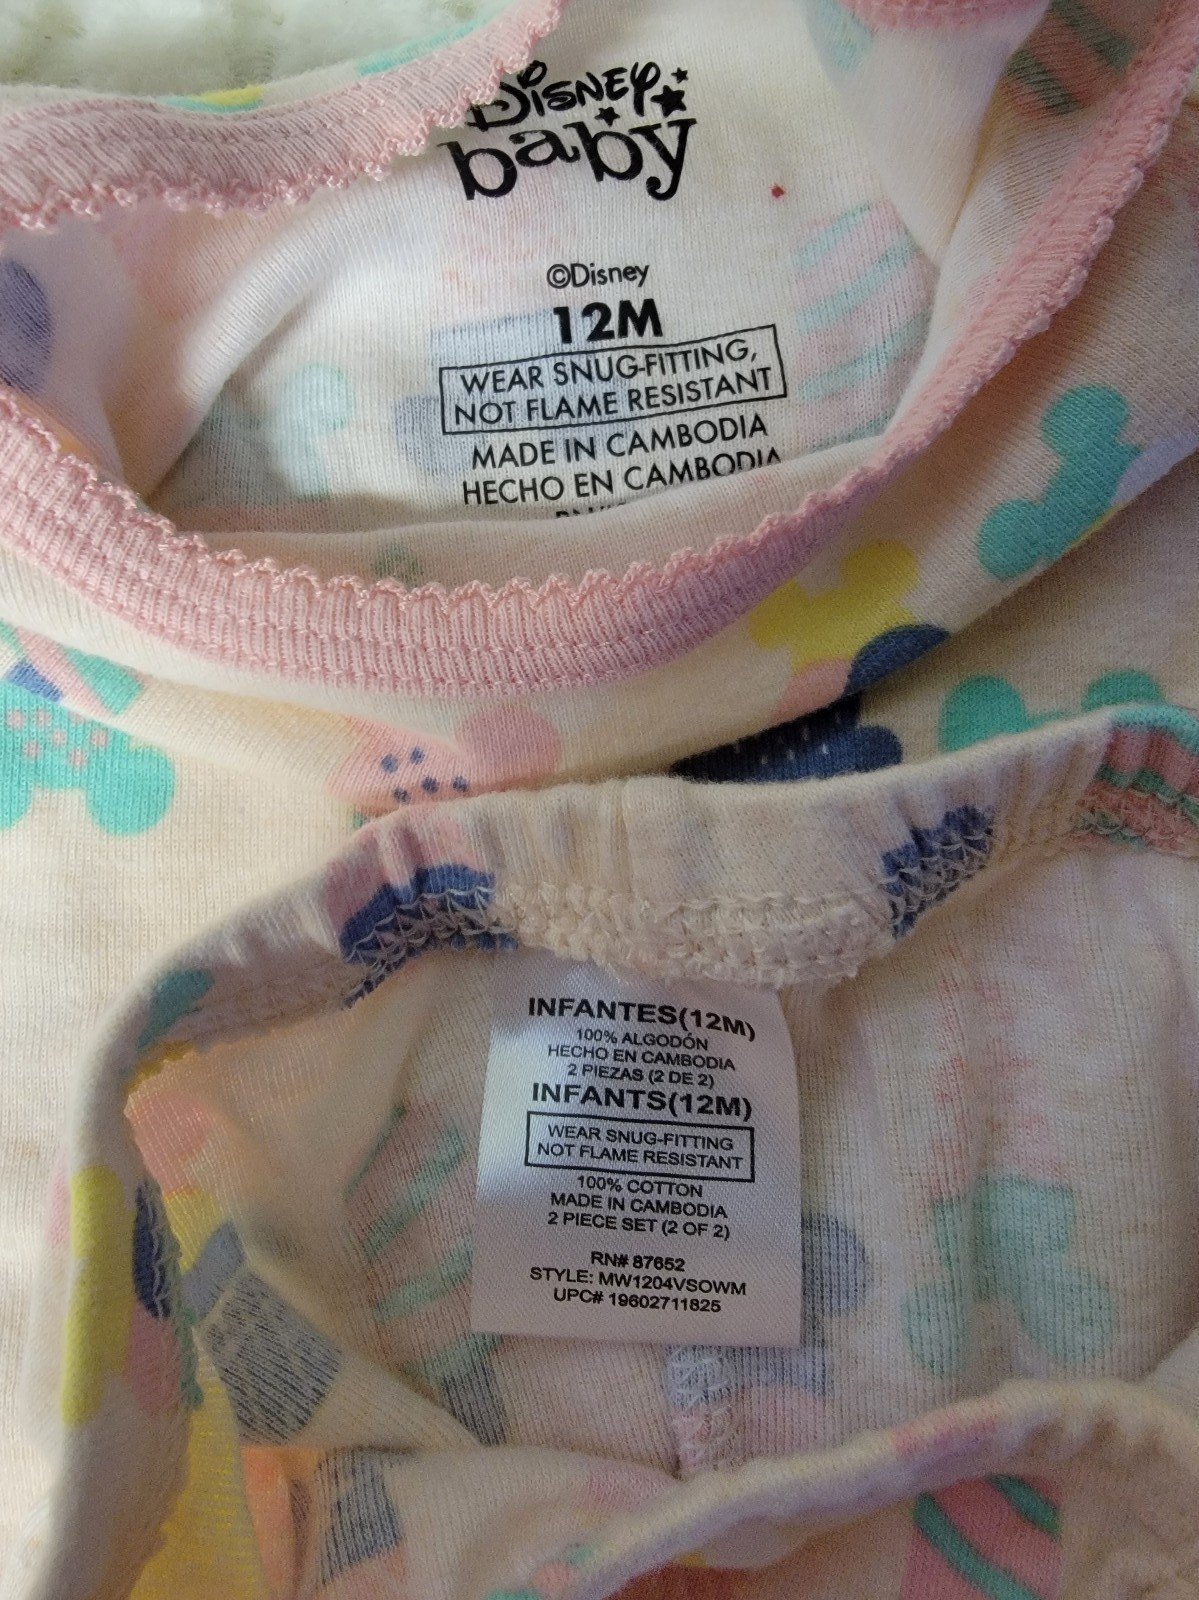 Disney
baby
©Disney
12M
WEAR SNUG-FITTING,
NOT FLAME RESISTANT
MADE IN CAMBODIA
HECHO EN CAMBODIA
INFANTES(12M)
100% ALGODÓN
HECHO EN CAMBODIA
2 PIEZAS (2 DE 2)
INFANTS(12M)
WEAR SNUG-FITTING
NOT FLAME RESISTANT
100% COTTON
MADE IN CAMBODIA
2 PIECE SET (2 OF 2)
RN# 87652
STYLE: MW1204VSOWM
UPC# 19602711825